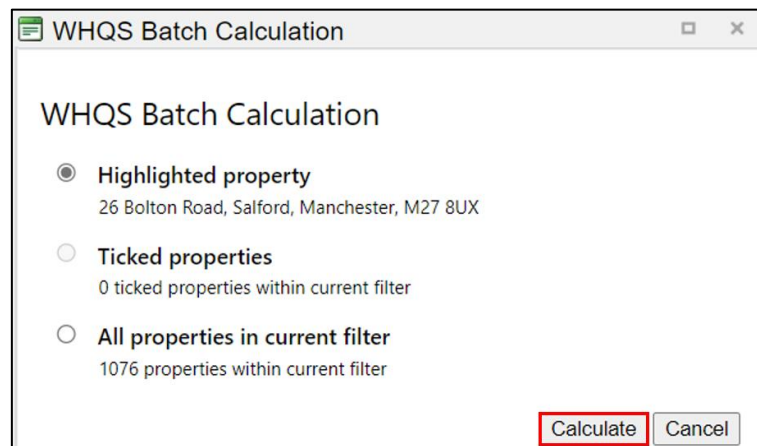 WHQS Batch Calculation
WHQS Batch Calculation
Highlighted property
26 Bolton Road, Salford, Manchester, M27 8UX
Ticked properties
0 ticked properties within current filter
All properties in current filter
1076 properties within current filter
Calculate Cancel